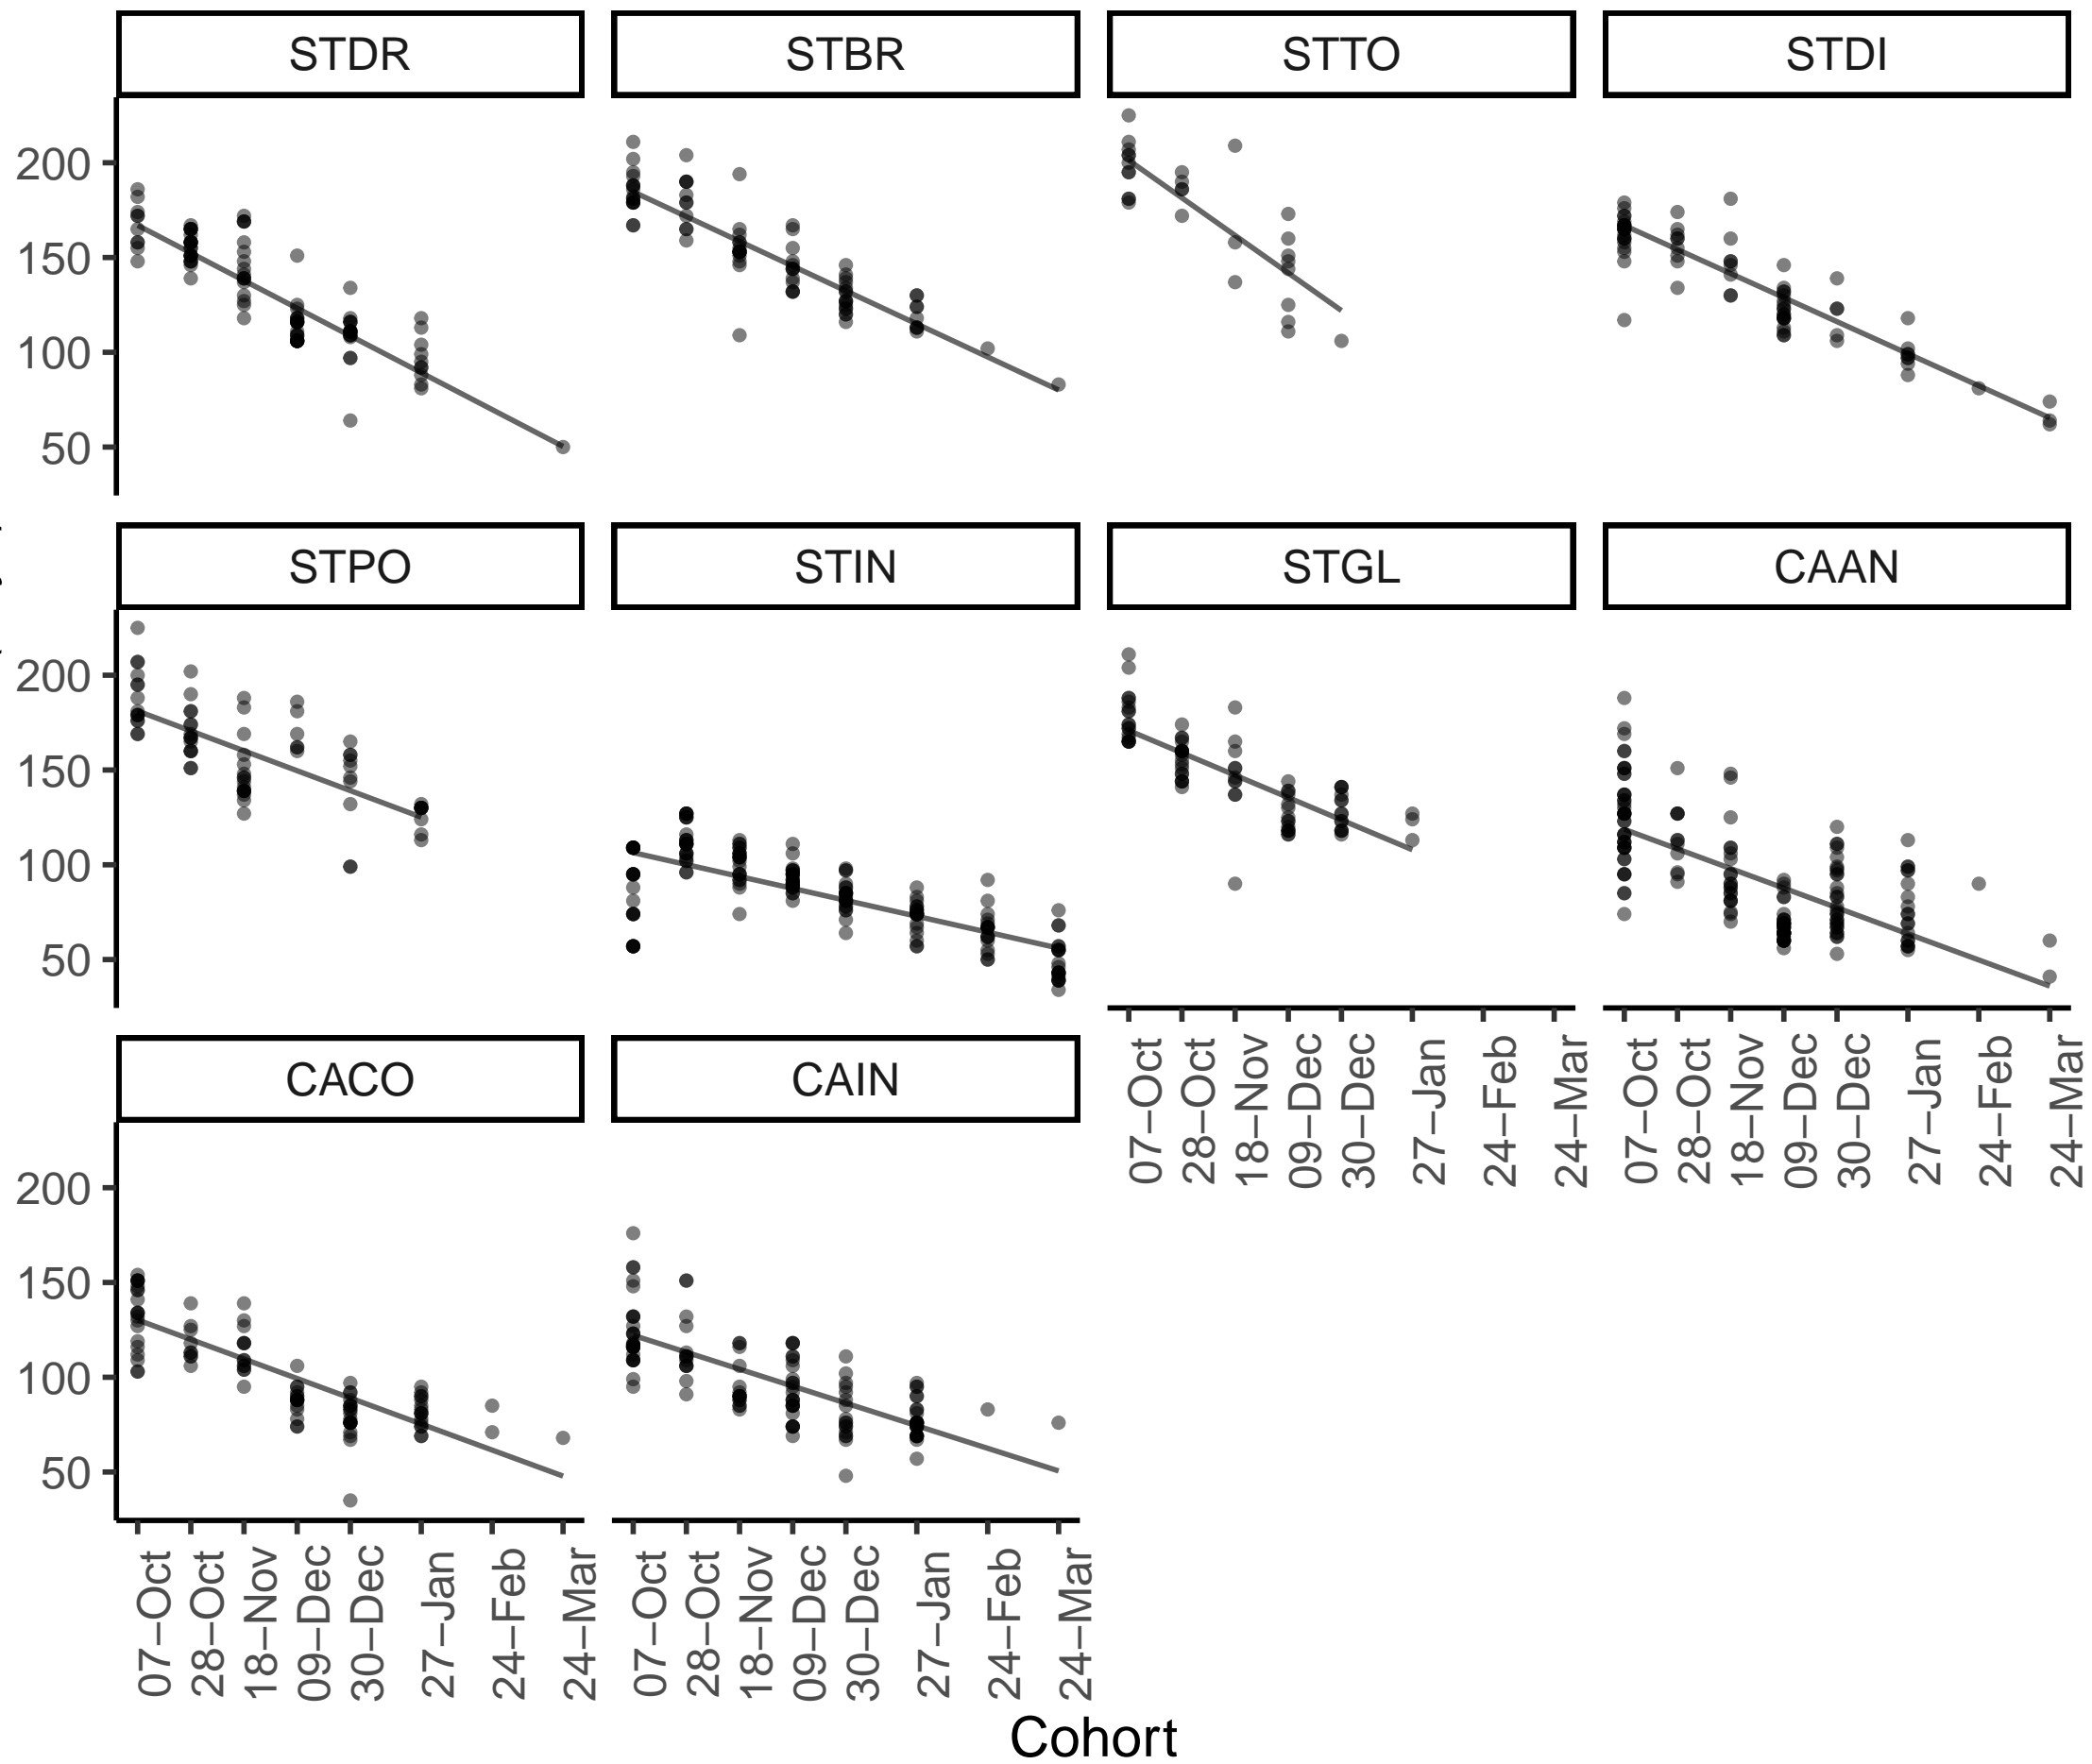 STDR STBR STTO STDI
200
150
100
50
STPO STIN STGL CAAN
200
150
100
50
07–Oct 28–Oct 18–Nov 09–Dec 30–Dec 27–Jan 24–Feb 24–Mar
07–Oct 28–Oct 18–Nov 09–Dec 30–Dec 27–Jan 24–Feb 24–Mar
CACO CAIN
200
150
100
50
07–Oct 28–Oct 18–Nov 09–Dec 30–Dec 27–Jan 24–Feb 24–Mar
07–Oct 28–Oct 18–Nov 09–Dec 30–Dec 27–Jan 24–Feb 24–Mar
Cohort